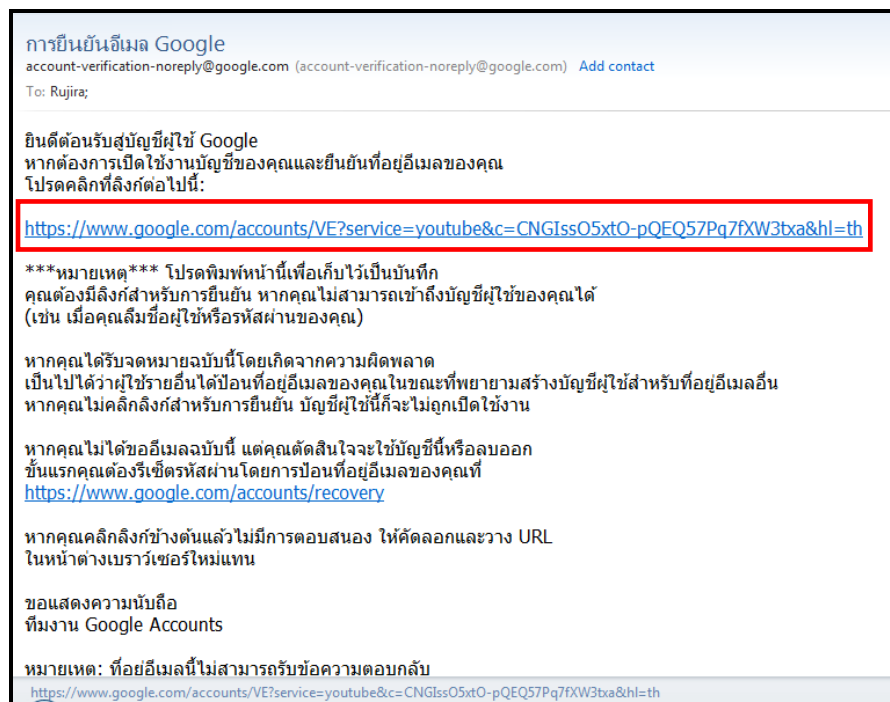 การยืนยันอีเมล Google
account-verification-noreply@google.com (account-verification-noreply@google.com) Add contact
To: Rujira;
ยินดีต้อนรับสู่บัญชีผู้ใช้ Google
หากต้องการเปิดใช้งานบัญชีของคุณและยืนยันที่อยู่อีเมลของคุณ
โปรดคลิกที่ลิงก์ต่อไปนี้:
https://www.google.com/accounts/VE?service=youtube&c=CNGIssO5xtO-pQEQ57Pq7fXW3txa&hl=th
***หมายเหตุ*** โปรดพิมพ์หน้านี้เพื่อเก็บไว้เป็นบันทึก
คุณต้องมีลิงก์สำหรับการยืนยัน หากคุณไม่สามารถเข้าถึงบัญชีผู้ใช้ของคุณได้
(เช่น เมื่อคุณลืมชื่อผู้ใช้หรือรหัสผ่านของคุณ)
หากคุณได้รับจดหมายฉบับนี้โดยเกิดจากความผิดพลาด
เป็นไปได้ว่าผู้ใช้รายอื่นได้ป้อนที่อยู่อีเมลของคุณในขณะที่พยายามสร้างบัญชีผู้ใช้สำหรับที่อยู่อีเมลอื่น
หากคุณไม่คลิกลิงก์สำหรับการยืนยัน บัญชีผู้ใช้นี้ก็จะไม่ถูกเปิดใช้งาน
หากคุณไม่ได้ขออีเมลฉบับนี้ แต่คุณตัดสินใจจะใช้บัญชีนี้หรือลบออก
ขั้นแรกคุณต้องรีเซ็ตรหัสผ่านโดยการป้อนที่อยู่อีเมลของคุณที่
https://www.google.com/accounts/recovery
หากคุณคลิกลิงก์ข้างต้นแล้วไม่มีการตอบสนอง ให้คัดลอกและวาง URL
ในหน้าต่างเบราว์เซอร์ใหม่แทน
ขอแสดงความนับถือ
ทีมงาน Google Accounts
หมายเหตุ: ที่อยู่อีเมลนี้ไม่สามารถรับข้อความตอบกลับ
https://www.google.com/accounts/VE?service=youtube&c=CNGIssO5xtO-pQEQ57Pq7fXW3txa&hl=th